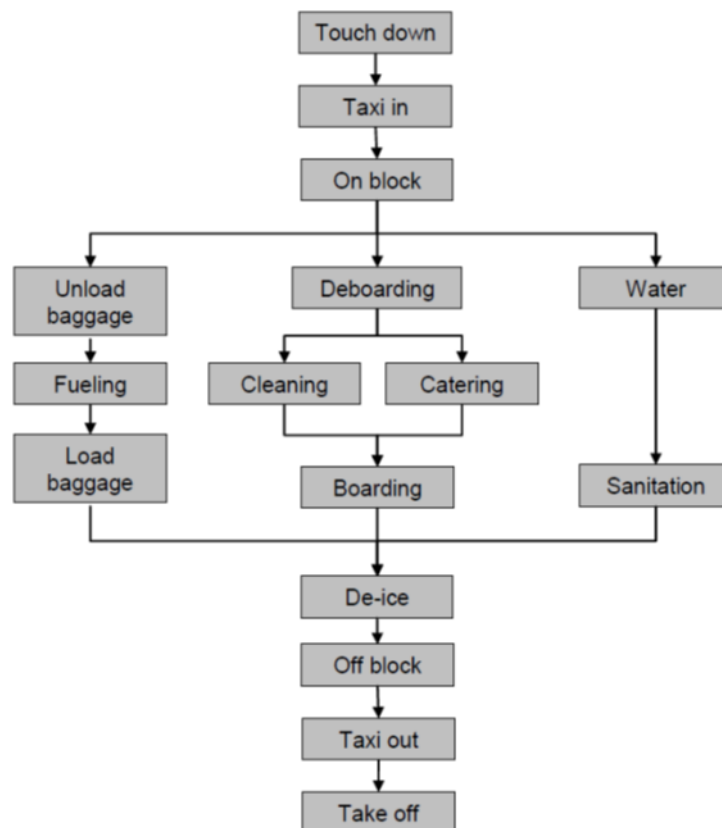 Touch down
Taxi in
On block
Unload
baggage
Deboarding
Water
Fueling
Cleaning
Catering
Load
baggage
Boarding
Sanitation
De-ice
Off block
Taxi out
Take off